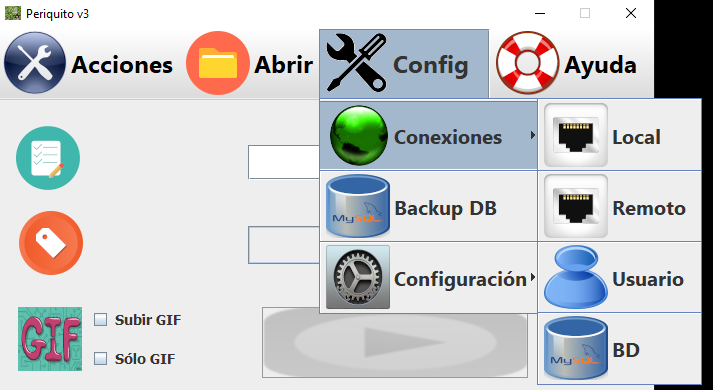 Periquito v3
Acciones Abrir Config Ayuda
Conexiones Local
MySQL Backup DB Remoto
Configuración Usuario
GIF Subir GIF
Sólo GIF
MySQL BD